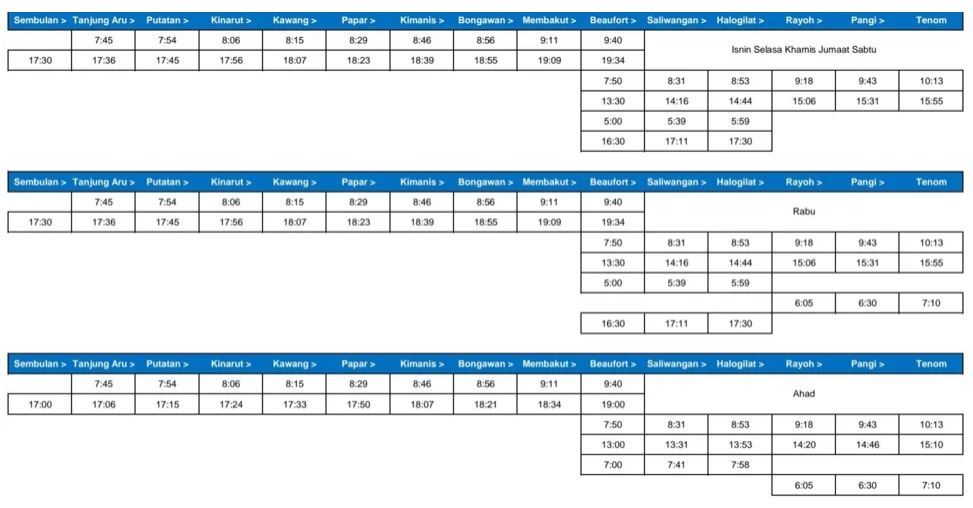 Sembulan > Tanjung Aru > Putatan > Kinarut > Kawang > Papar > Kimanis > Bongawan > Membakut > Beaufort > Saliwangan > Halogilat > Rayoh > Pangi > Tenom
7:45 7:54 8:06 8:15 8:29 8:46 8:56 9:11 9:40
Isnin Selasa Khamis Jumaat Sabtu
17:30 17:36 17:45 17:56 18:07 18:23 18:39 18:55 19:09 19:34
7:50 8:31 8:53 9:18 9:43 10:13
13:30 14:16 14:44 15:06 15:31 15:55
5:00 5:39 5:59
16:30 17:11 17:30
Sembulan > Tanjung Aru > Putatan > Kinarut > Kawang > Papar > Kimanis > Bongawan > Membakut > Beaufort > Saliwangan > Halogilat > Rayoh > Pangi > Tenom
7:45 7:54 8:06 8:15 8:29 8:46 8:56 9:11 9:40
Rabu
17:30 17:36 17:45 17:56 18:07 18:23 18:39 18:55 19:09 19:34
7:50 8:31 8:53 9:18 9:43 10:13
13:30 14:16 14:44 15:06 15:31 15:55
5:00 5:39 5:59
6:05 6:30 7:10
16:30 17:11 17:30
Sembulan > Tanjung Aru > Putatan > Kinarut > Kawang > Papar > Kimanis > Bongawan > Membakut > Beaufort > Saliwangan > Halogilat > Rayoh > Pangi > Tenom
7:45 7:54 8:06 8:15 8:29 8:46 8:56 9:11 9:40
Ahad
17:00 17:06 17:15 17:24 17:33 17:50 18:07 18:21 18:34 19:00
7:50 8:31 8:53 9:18 9:43 10:13
13:00 13:31 13:53 14:20 14:46 15:10
7:00 7:41 7:58
6:05 6:30 7:10